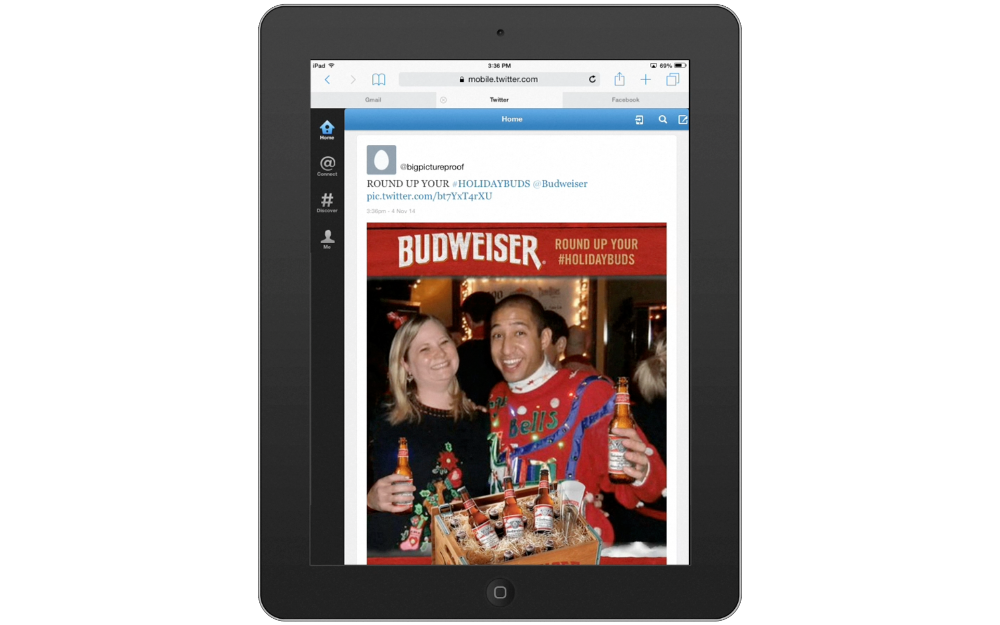 iPad 3:36 PM 69%
mobile.twitter.com
Gmail Twitter Facebook
Home
Home
Connect
Discover
Me
@bigpictureproof
ROUND UP YOUR #HOLIDAYBUDS @Budweiser
pic.twitter.com/bt7YxT4rXU
3:36pm - 4 Nov 14
BUDWEISER®
ROUND UP YOUR
#HOLIDAYBUDS
Bells
Budweiser